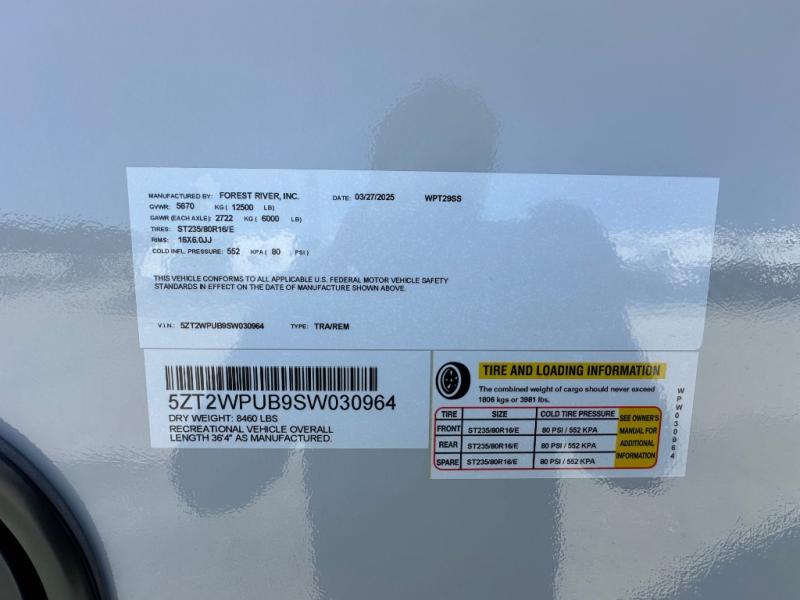 MANUFACTURED BY: FOREST RIVER, INC. DATE: 03/27/2025 WPT29SS
GVWR: 5670 KG ( 12500 LB)
GAWR (EACH AXLE): 2722 KG ( 6000 LB)
TIRES: ST235/80R16/E
RIMS: 16X6.0JJ
COLD INFL. PRESSURE: 552 KPA ( 80 PSI)
THIS VEHICLE CONFORMS TO ALL APPLICABLE U.S. FEDERAL MOTOR VEHICLE SAFETY
STANDARDS IN EFFECT ON THE DATE OF MANUFACTURE SHOWN ABOVE.
V.I.N.: 5ZT2WPUB9SW030964 TYPE: TRA/REM
5ZT2WPUB9SW030964
DRY WEIGHT: 8460 LBS
RECREATIONAL VEHICLE OVERALL
LENGTH 36'4" AS MANUFACTURED.
TIRE AND LOADING INFORMATION
The combined weight of cargo should never exceed
1806 kgs or 3981 lbs.
TIRE SIZE COLD TIRE PRESSURE
FRONT ST235/80R16/E 80 PSI / 552 KPA
REAR ST235/80R16/E 80 PSI / 552 KPA
SPARE ST235/80R16/E 80 PSI / 552 KPA
SEE OWNER'S
MANUAL FOR
ADDITIONAL
INFORMATION
WPW030964